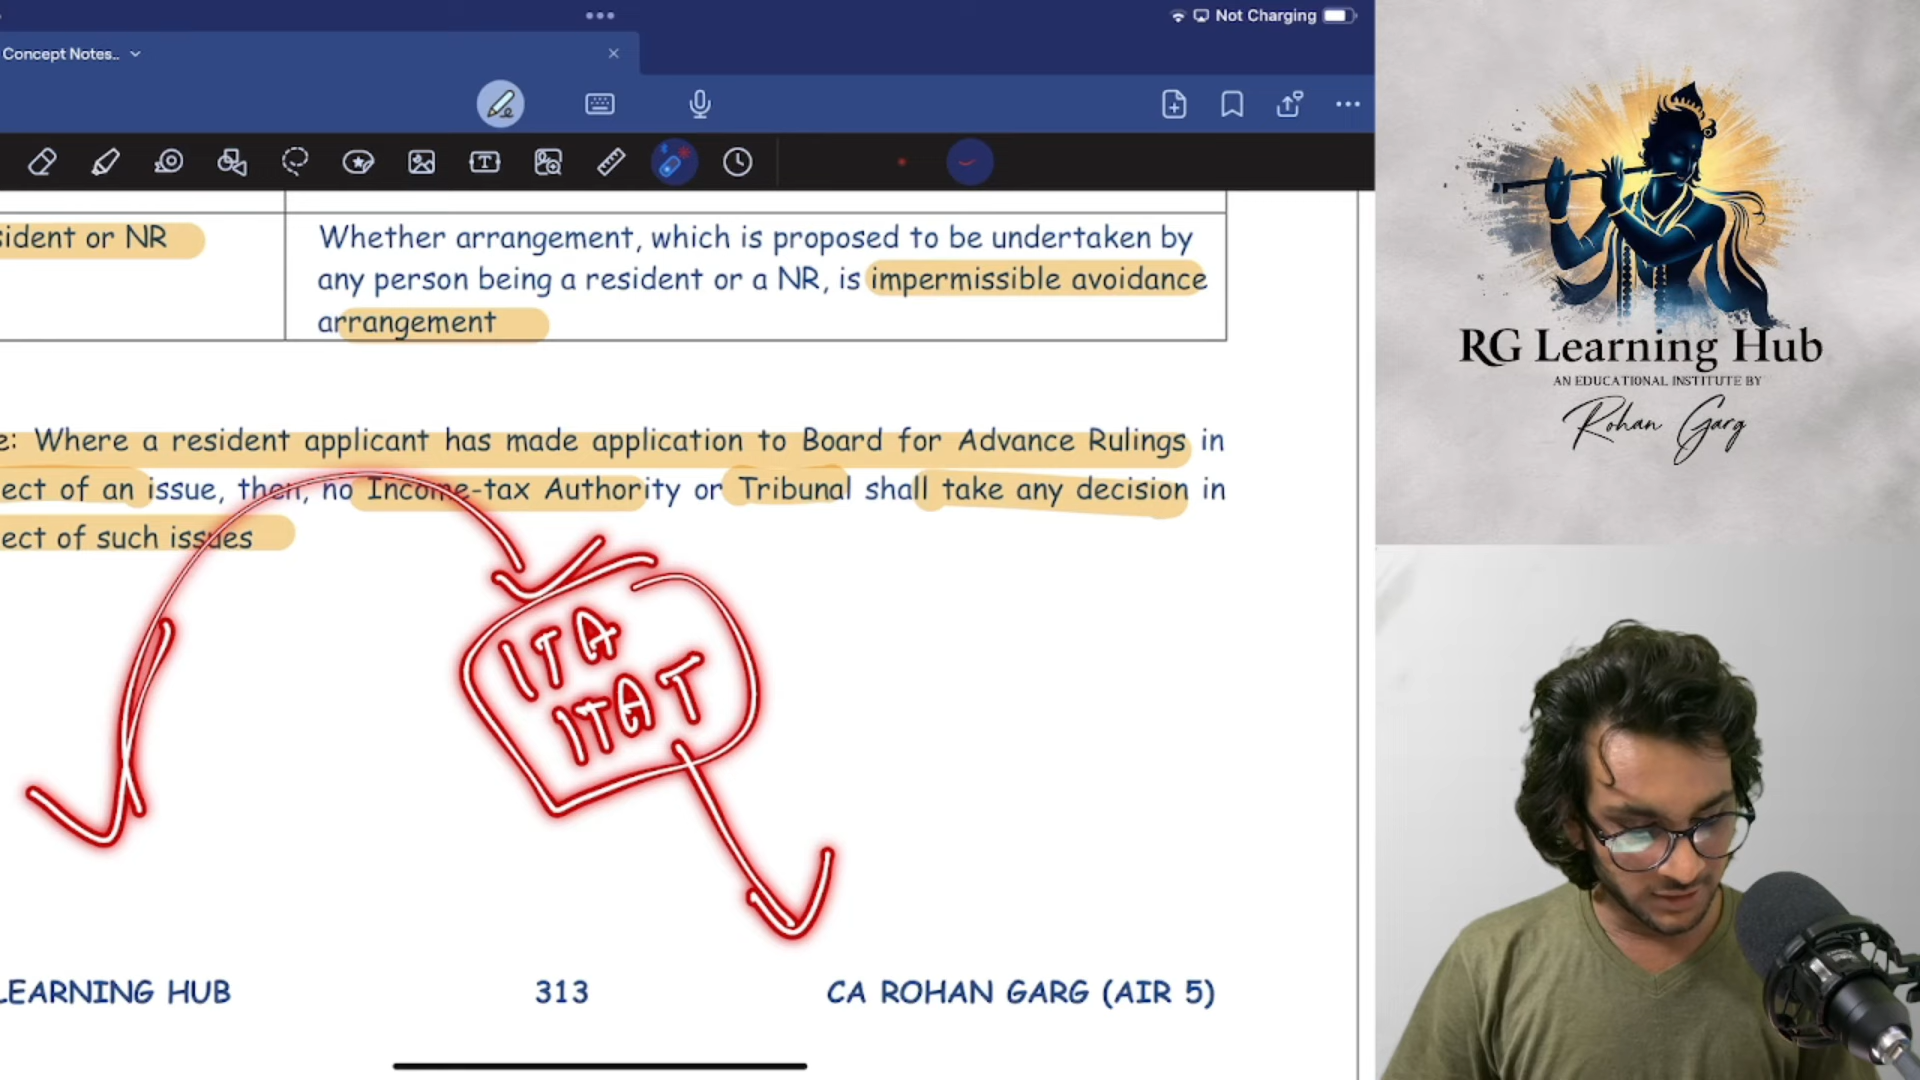 Not Charging
Concept Notes..
sident or NR
Whether arrangement, which is proposed to be undertaken by
any person being a resident or a NR, is impermissible avoidance
arrangement
e: Where a resident applicant has made application to Board for Advance Rulings in
ect of an issue, then, no Income-tax Authority or Tribunal shall take any decision in
ect of such issues
ITA
ITAT
LEARNING HUB
313
CA ROHAN GARG (AIR 5)
RG Learning Hub
AN EDUCATIONAL INSTITUTE BY
Rohan Garg